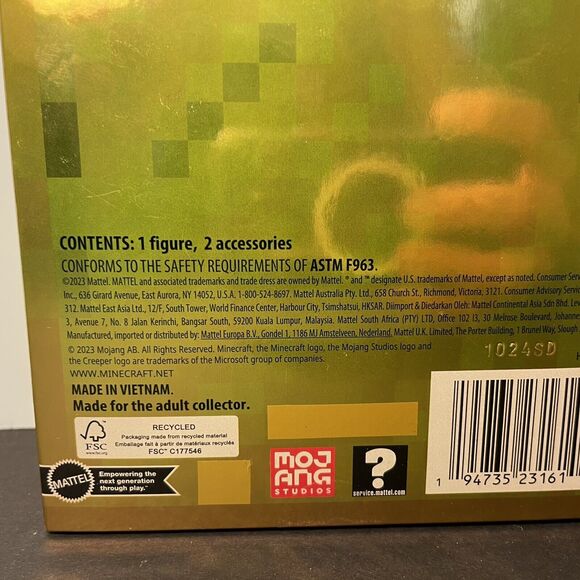 CONTENTS: 1 figure, 2 accessories
CONFORMS TO THE SAFETY REQUIREMENTS OF ASTM F963.
©2023 Mattel. MATTEL and associated trademarks and trade dress are owned by Mattel. ® and ™ designate U.S. trademarks of Mattel, except as noted. Consumer
Inc., 636 Girard Avenue, East Aurora, NY 14052, U.S.A. 1-800-524-8697. Mattel Australia Pty. Ltd., 658 Church St., Richmond, Victoria, 3121. Consumer Advisory Service
312. Mattel East Asia Ltd., 12/F, South Tower, World Finance Center, Harbour City, Tsimshatsui, HKSAR. Diimport & Diedarkan Oleh: Mattel Continental Asia Sdn. Bhd.
3, Avenue 7, No. 8 Jalan Kerinchi, Bangsar South, 59200 Kuala Lumpur, Malaysia. Mattel South Africa (PTY) LTD, Office 102 I3, 30 Melrose Boulevard,
Manufactured, imported or distributed by: Mattel Europa B.V., Gondel 1, 1186 MJ Amstelveen, Nederland. Mattel U.K. Limited, The Porter Building, 1 Brunel Way, Slough
© 2023 Mojang AB. All Rights Reserved. Minecraft, the Minecraft logo, the Mojang Studios logo and
the Creeper logo are trademarks of the Microsoft group of companies.
1024SD
WWW.MINECRAFT.NET
MADE IN VIETNAM.
Made for the adult collector.
FSC
www.fsc.org
RECYCLED
Packaging made from recycled material
Emballage fait à partir de matériaux recyclés
FSC® C177546
MATTEL
Empowering the
next generation
through play.™
MOJ
ANG
STUDIOS
?
service.mattel.com
1 94735 23161